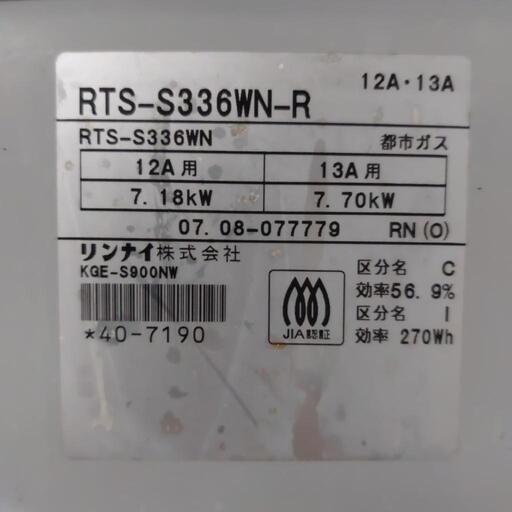 12A・13A
RTS-S336WN-R
RTS-S336WN 都市ガス
12A用 13A用
7.18kW 7.70kW
07.08-077779 RN(O)
リンナイ株式会社
KGE-S900NW
*40-7190
JIA認証
区分名 C
効率56.9%
区分名 I
効率 270Wh